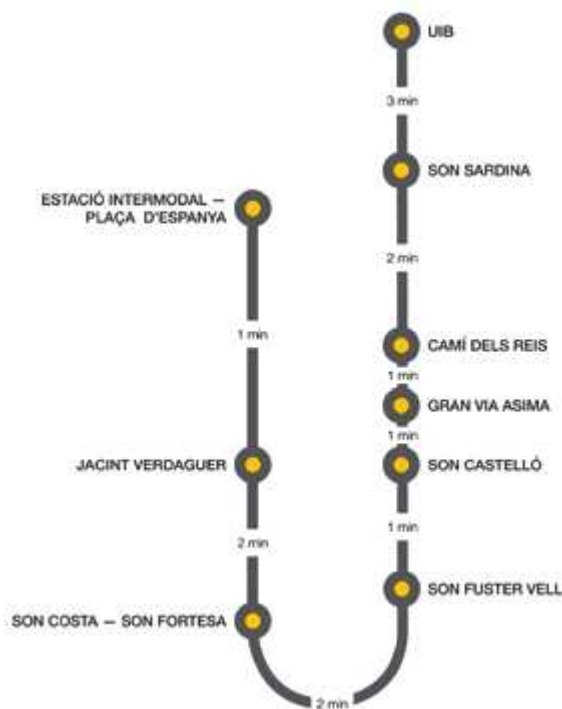 UIB
3 min
SON SARDINA
ESTACIÓ INTERMODAL —
PLAÇA D'ESPANYA
2 min
1 min
CAMÍ DELS REIS
1 min
GRAN VIA ASIMA
1 min
JACINT VERDAGUER
SON CASTELLÓ
1 min
2 min
SON FUSTER VELL
SON COSTA — SON FORTESA
2 min